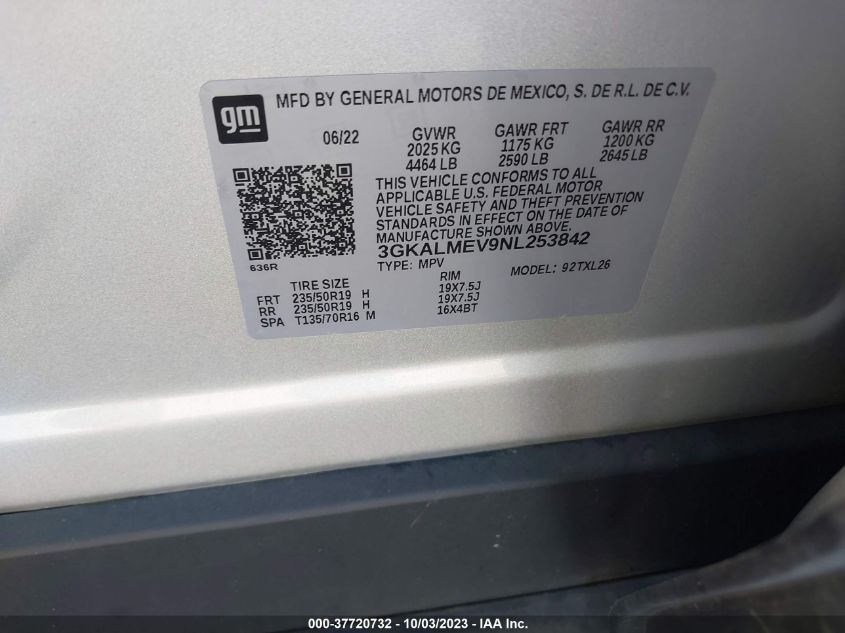 gm
MFD BY GENERAL MOTORS DE MEXICO, S. DE R.L. DE C.V.
06/22 GVWR GAWR FRT GAWR RR
2025 KG 1175 KG 1200 KG
4464 LB 2590 LB 2645 LB
THIS VEHICLE CONFORMS TO ALL
APPLICABLE U.S. FEDERAL MOTOR
VEHICLE SAFETY AND THEFT PREVENTION
STANDARDS IN EFFECT ON THE DATE OF
MANUFACTURE SHOWN ABOVE.
3GKALMEV9NL253842
636R TYPE: MPV MODEL: 92TXL26
TIRE SIZE RIM
FRT 235/50R19 H 19X7.5J
RR 235/50R19 H 19X7.5J
SPA T135/70R16 M 16X4BT
000-37720732 - 10/03/2023 - IAA Inc.